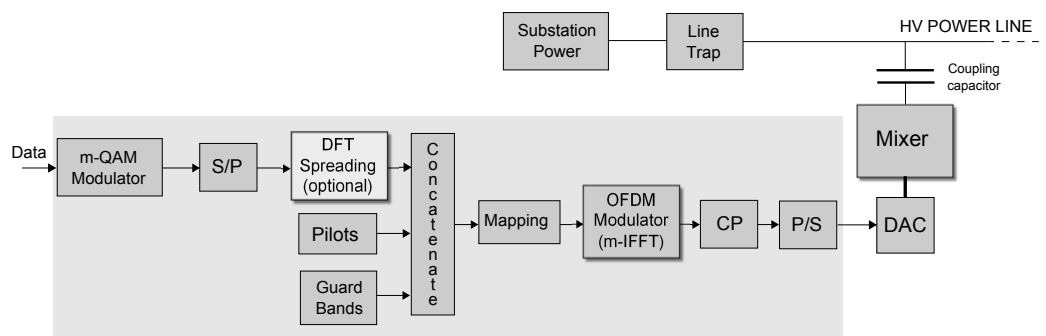 Substation
Power
Line
Trap
HV POWER LINE
Coupling
capacitor
Mixer
Data
m-QAM
Modulator
S/P
DFT
Spreading
(optional)
Concatenate
Pilots
Guard
Bands
Mapping
OFDM
Modulator
(m-IFFT)
CP
P/S
DAC